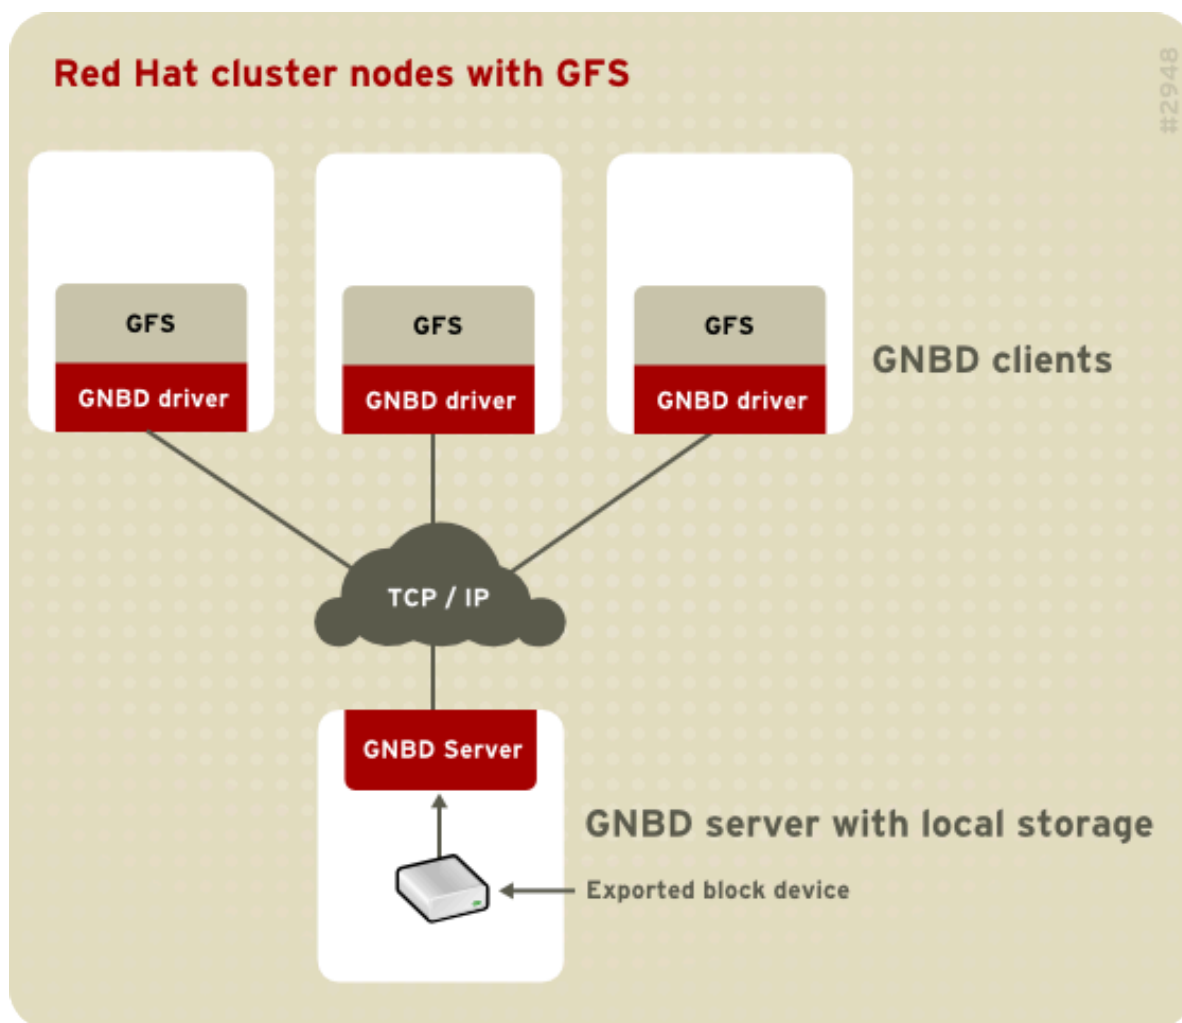 Red Hat cluster nodes with GFS
#2948
GFS
GFS
GFS
GNBD driver
GNBD driver
GNBD driver
GNBD clients
TCP / IP
GNBD Server
GNBD server with local storage
Exported block device